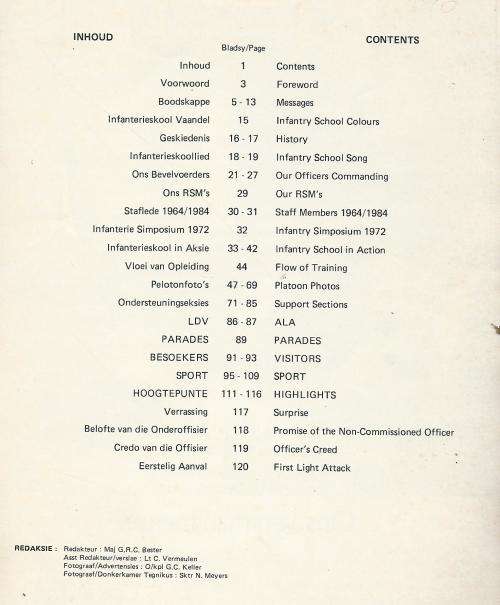 INHOUD CONTENTS
Bladsy/Page
Inhoud 1 Contents
Voorwoord 3 Foreword
Boodskappe 5 - 13 Messages
Infanterieskool Vaandel 15 Infantry School Colours
Geskiedenis 16 - 17 History
Infanterieskoollied 18 - 19 Infantry School Song
Ons Bevelvoerders 21 - 27 Our Officers Commanding
Ons RSM's 29 Our RSM's
Staflede 1964/1984 30 - 31 Staff Members 1964/1984
Infanterie Simposium 1972 32 Infantry Simposium 1972
Infanterieskool in Aksie 33 - 42 Infantry School in Action
Vloei van Opleiding 44 Flow of Training
Pelotonfoto's 47 - 69 Platoon Photos
Ondersteuningseksies 71 - 85 Support Sections
LDV 86 - 87 ALA
PARADES 89 PARADES
BESOEKERS 91 - 93 VISITORS
SPORT 95 - 109 SPORT
HOOGTEPUNTE 111 - 116 HIGHLIGHTS
Verrassing 117 Surprise
Belofte van die Onderoffisier 118 Promise of the Non-Commissioned Officer
Credo van die Offisier 119 Officer's Creed
Eerstelig Aanval 120 First Light Attack
REDAKSIE : Redakteur : Maj G.R.C. Bester
Asst Redakteur/verslae : Lt C. Vermeulen
Fotograaf/Advertensies : O/kpl G.C. Keller
Fotograaf/Donkerkamer Tegnikus : Sktr N. Meyers